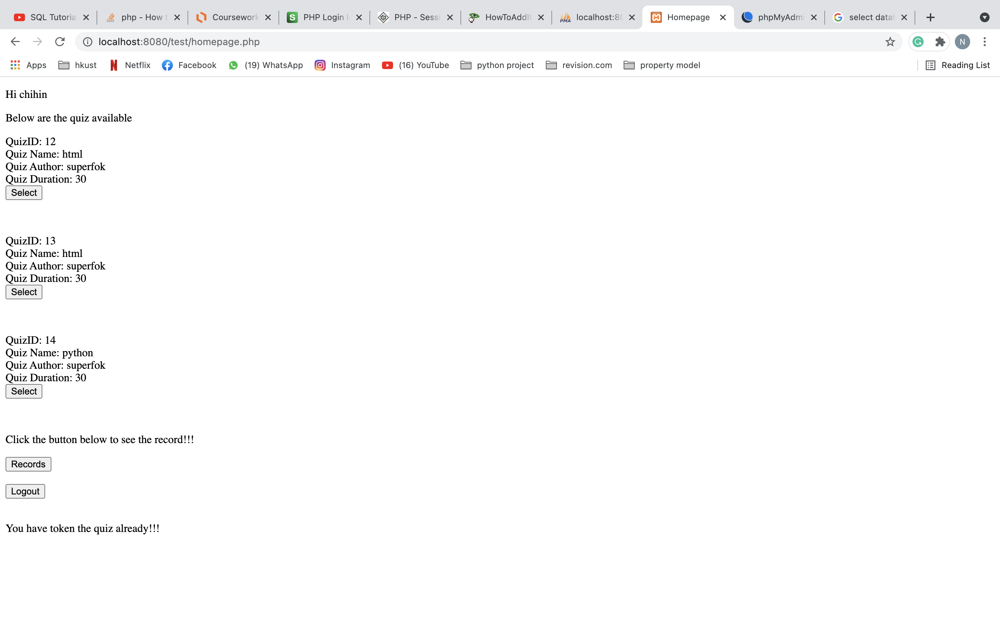 SQL Tutoria
php - How t
Coursework
PHP Login
PHP - Sessi
HowToAddIt
localhost:80
Homepage
phpMyAdmi
select datab
localhost:8080/test/homepage.php
N
Apps
hkust
Netflix
Facebook
(19) WhatsApp
Instagram
(16) YouTube
python project
revision.com
property model
Reading List
Hi chihin
Below are the quiz available
QuizID: 12
Quiz Name: html
Quiz Author: superfok
Quiz Duration: 30
Select
QuizID: 13
Quiz Name: html
Quiz Author: superfok
Quiz Duration: 30
Select
QuizID: 14
Quiz Name: python
Quiz Author: superfok
Quiz Duration: 30
Select
Click the button below to see the record!!!
Records
Logout
You have token the quiz already!!!